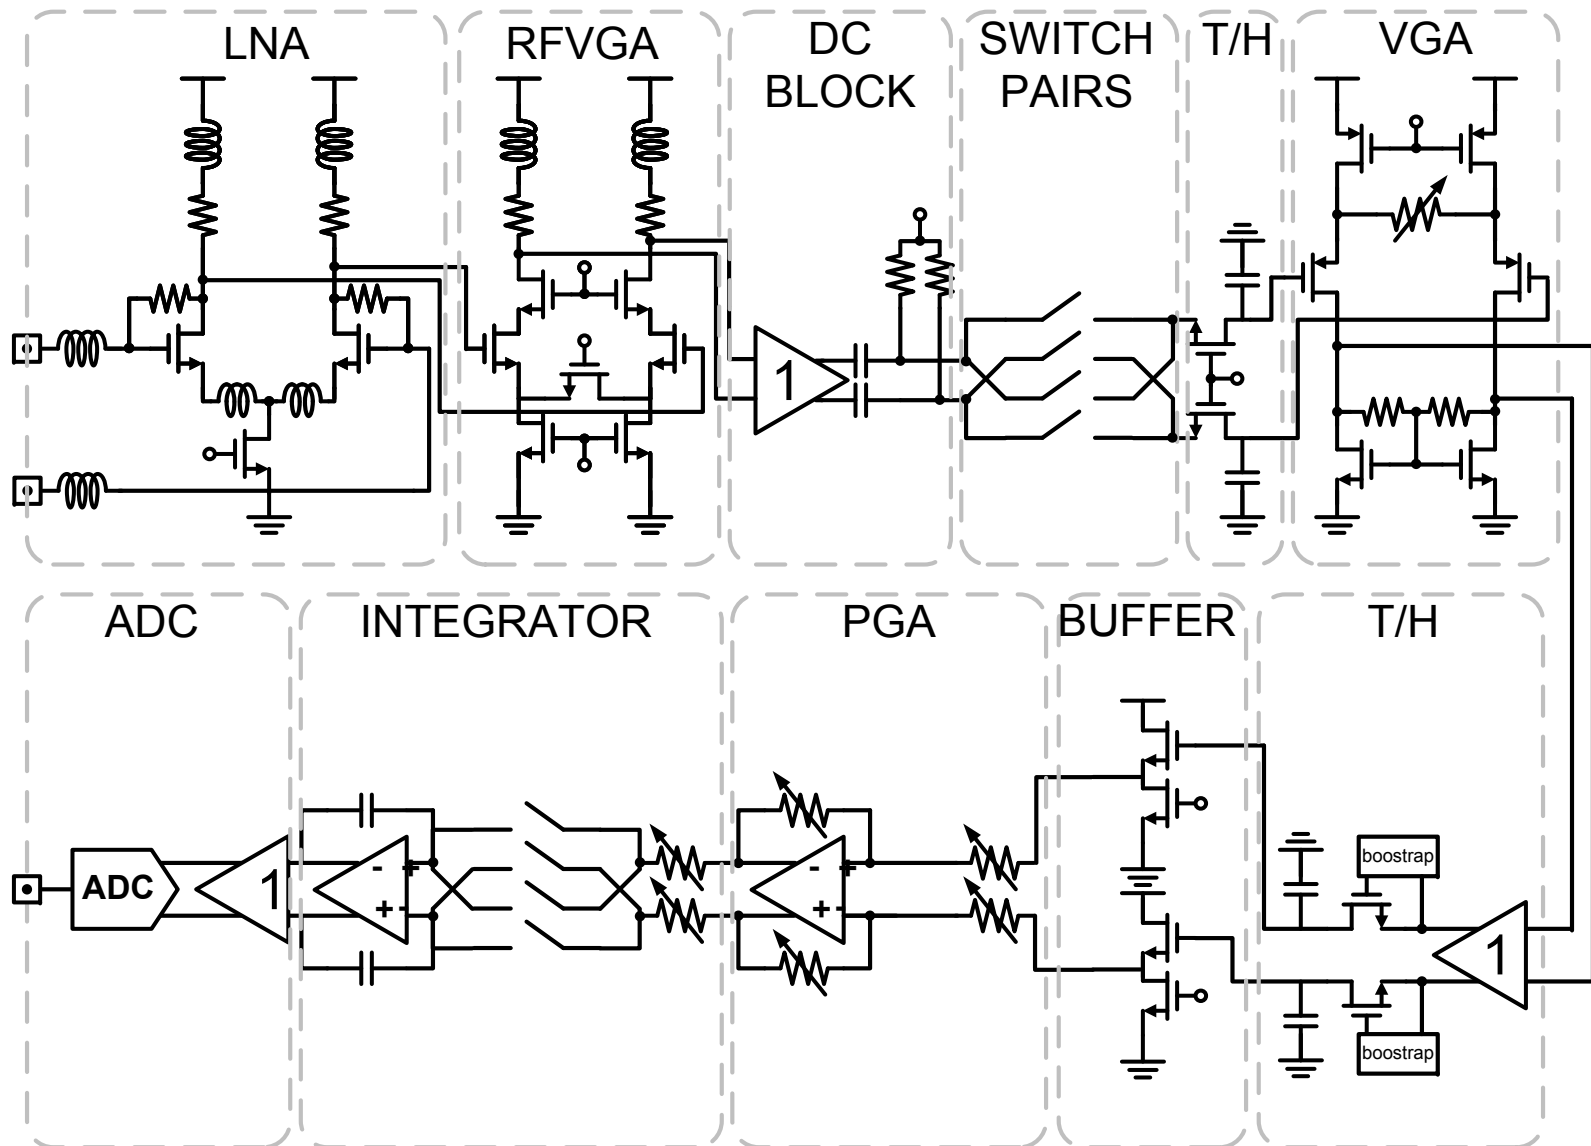 LNA
RFVGA
DC
BLOCK
SWITCH
PAIRS
T/H
VGA
1
ADC
INTEGRATOR
PGA
BUFFER
T/H
ADC
1
- +
+ -
- +
+ -
boostrap
1
boostrap